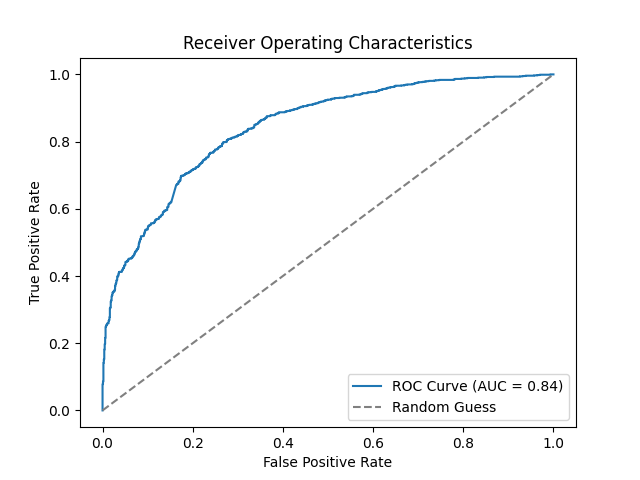 Receiver Operating Characteristics
True Positive Rate
1.0
0.8
0.6
0.4
0.2
0.0
0.0 0.2 0.4 0.6 0.8 1.0
False Positive Rate
ROC Curve (AUC = 0.84)
Random Guess